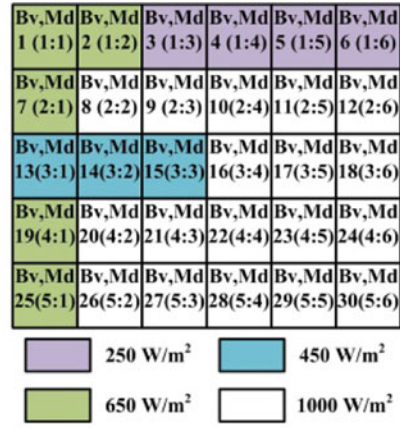 Bv,Md Bv,Md Bv,Md Bv,Md Bv,Md Bv,Md
1 (1:1) 2 (1:2) 3 (1:3) 4 (1:4) 5 (1:5) 6 (1:6)
Bv,Md Bv,Md Bv,Md Bv,Md Bv,Md Bv,Md
7 (2:1) 8 (2:2) 9 (2:3) 10(2:4) 11(2:5) 12(2:6)
Bv,Md Bv,Md Bv,Md Bv,Md Bv,Md Bv,Md
13(3:1) 14(3:2) 15(3:3) 16(3:4) 17(3:5) 18(3:6)
Bv,Md Bv,Md Bv,Md Bv,Md Bv,Md Bv,Md
19(4:1) 20(4:2) 21(4:3) 22(4:4) 23(4:5) 24(4:6)
Bv,Md Bv,Md Bv,Md Bv,Md Bv,Md Bv,Md
25(5:1) 26(5:2) 27(5:3) 28(5:4) 29(5:5) 30(5:6)
250 W/m² 450 W/m²
650 W/m² 1000 W/m²